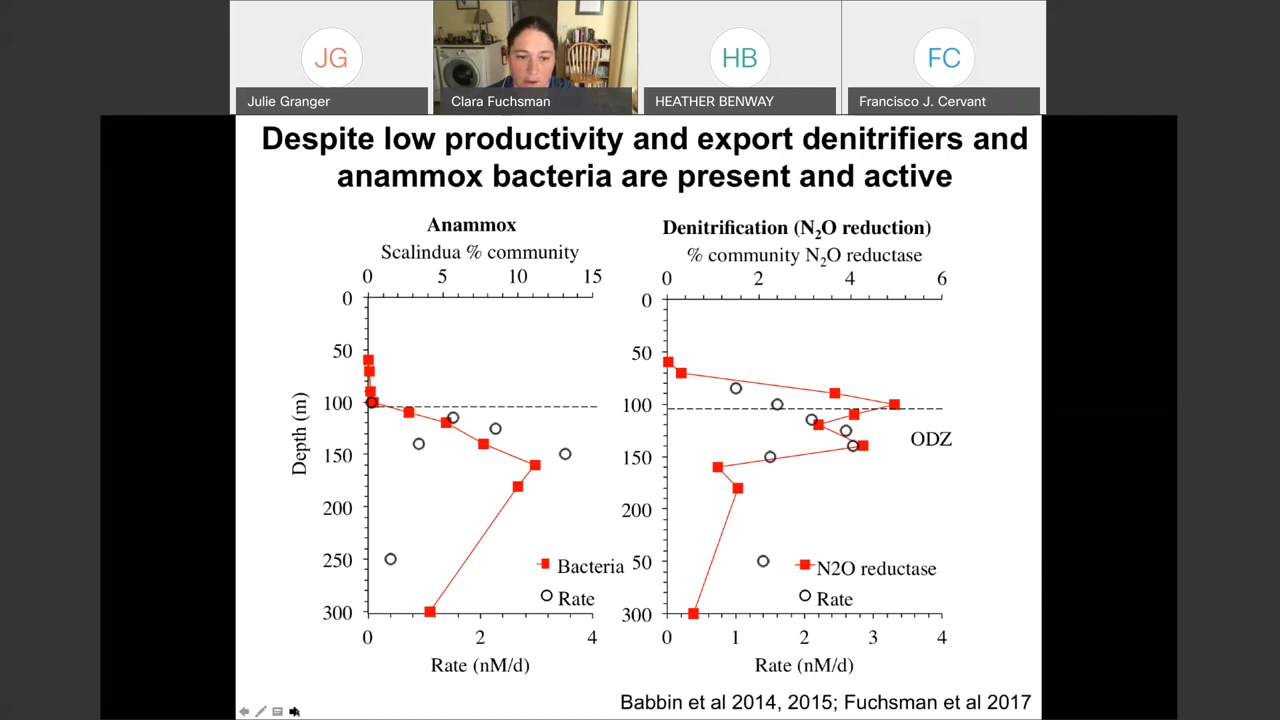 JG
Julie Granger
Clara Fuchsman
HB
HEATHER BENWAY
FC
Francisco J. Cervant
Despite low productivity and export denitrifiers and
anammox bacteria are present and active
Anammox
Scalindua % community
0 5 10 15
0
50
100
150
200
250
300
Depth (m)
Bacteria
Rate
0 2 4
Rate (nM/d)
Denitrification (N₂O reduction)
% community N₂O reductase
0 2 4 6
0
50
100
150
200
50
300
ODZ
N2O reductase
Rate
0 1 2 3 4
Rate (nM/d)
Babbin et al 2014, 2015; Fuchsman et al 2017